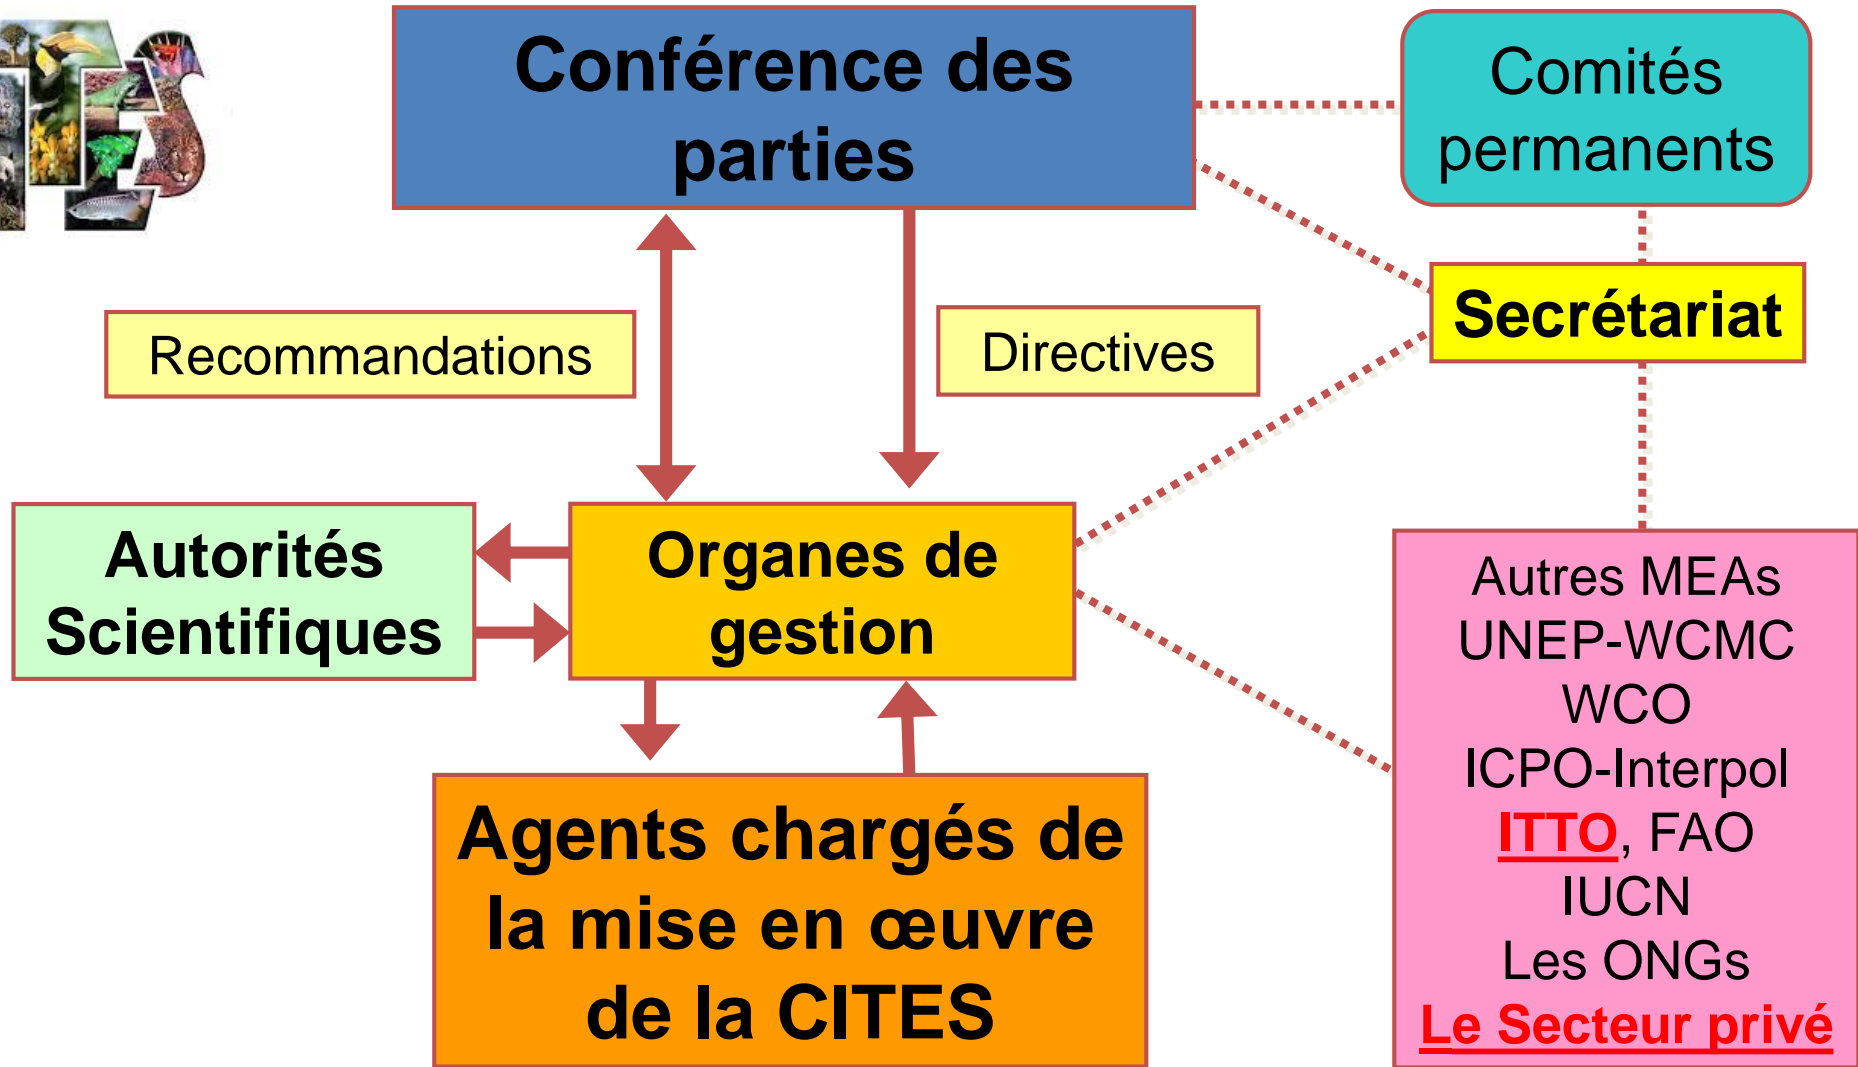 CITES
Conférence des
parties
Comités
permanents
Secrétariat
Recommandations
Directives
Autorités
Scientifiques
Organes de
gestion
Agents chargés de
la mise en œuvre
de la CITES
Autres MEAs
UNEP-WCMC
WCO
ICPO-Interpol
ITTO, FAO
IUCN
Les ONGs
Le Secteur privé